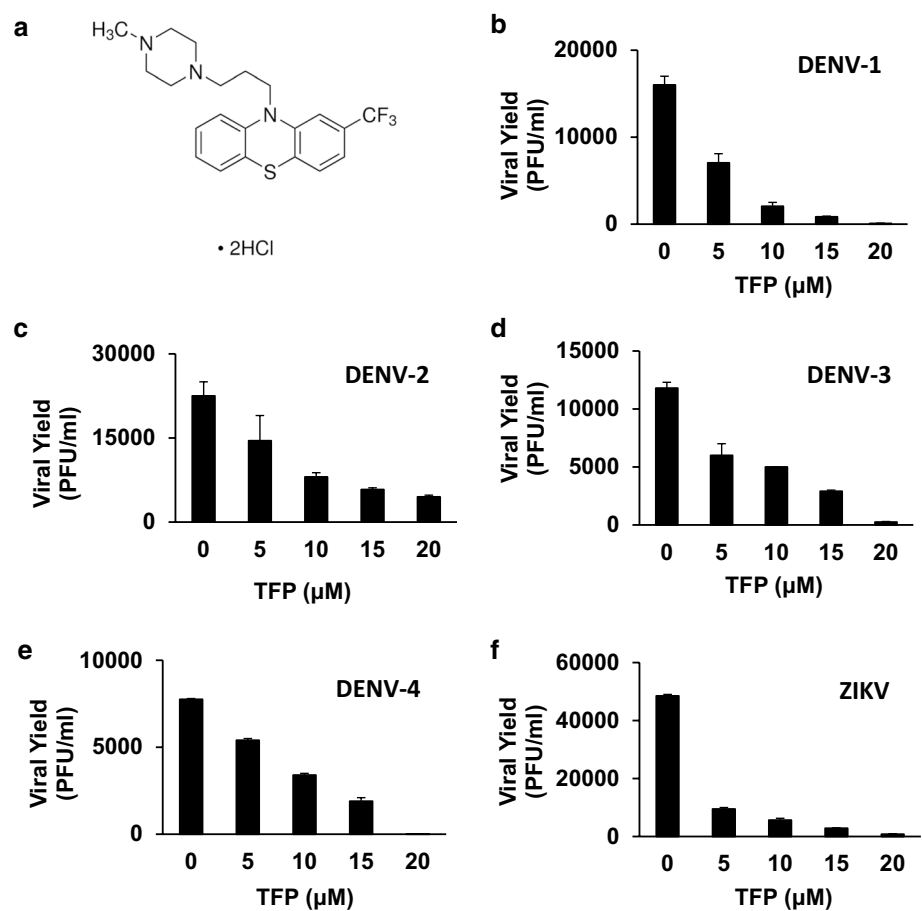 a
H₃C
N
N
N
CF₃
S
• 2HCl
b
DENV-1
Viral Yield
(PFU/ml)
20000
10000
0
0 5 10 15 20
TFP (µM)
c
DENV-2
Viral Yield
(PFU/ml)
30000
15000
0
0 5 10 15 20
TFP (µM)
d
DENV-3
Viral Yield
(PFU/ml)
15000
10000
5000
0
0 5 10 15 20
TFP (µM)
e
DENV-4
Viral Yield
(PFU/ml)
10000
5000
0
0 5 10 15 20
TFP (µM)
f
ZIKV
Viral Yield
(PFU/ml)
60000
40000
20000
0
0 5 10 15 20
TFP (µM)